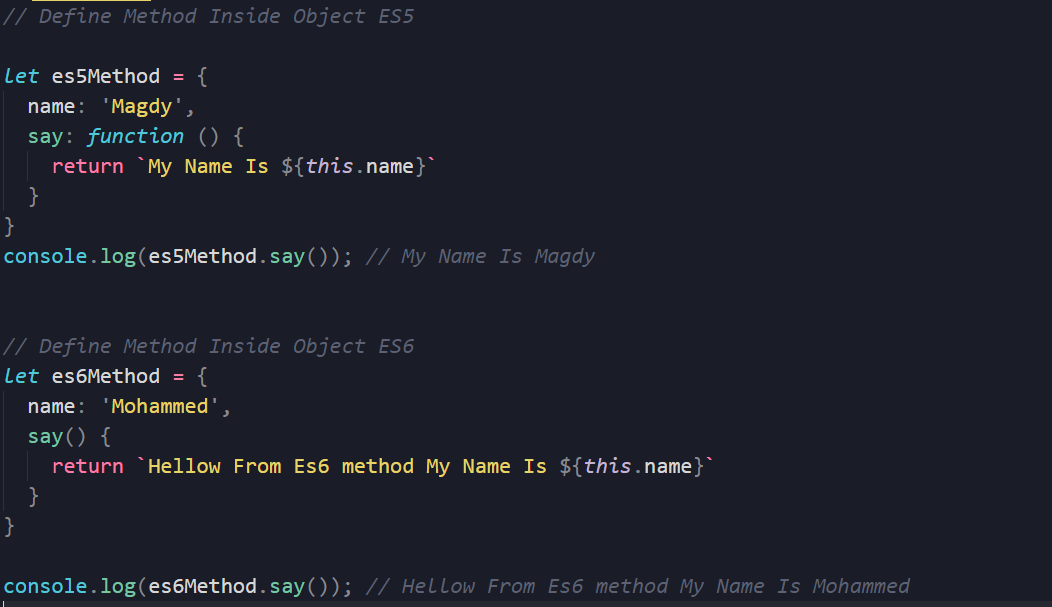 // Define Method Inside Object ES5
let es5Method = {
name: 'Magdy',
say: function () {
return `My Name Is ${this.name}`
}
}
console.log(es5Method.say()); // My Name Is Magdy
// Define Method Inside Object ES6
let es6Method = {
name: 'Mohammed',
say() {
return `Hellow From Es6 method My Name Is ${this.name}`
}
}
console.log(es6Method.say()); // Hellow From Es6 method My Name Is Mohammed